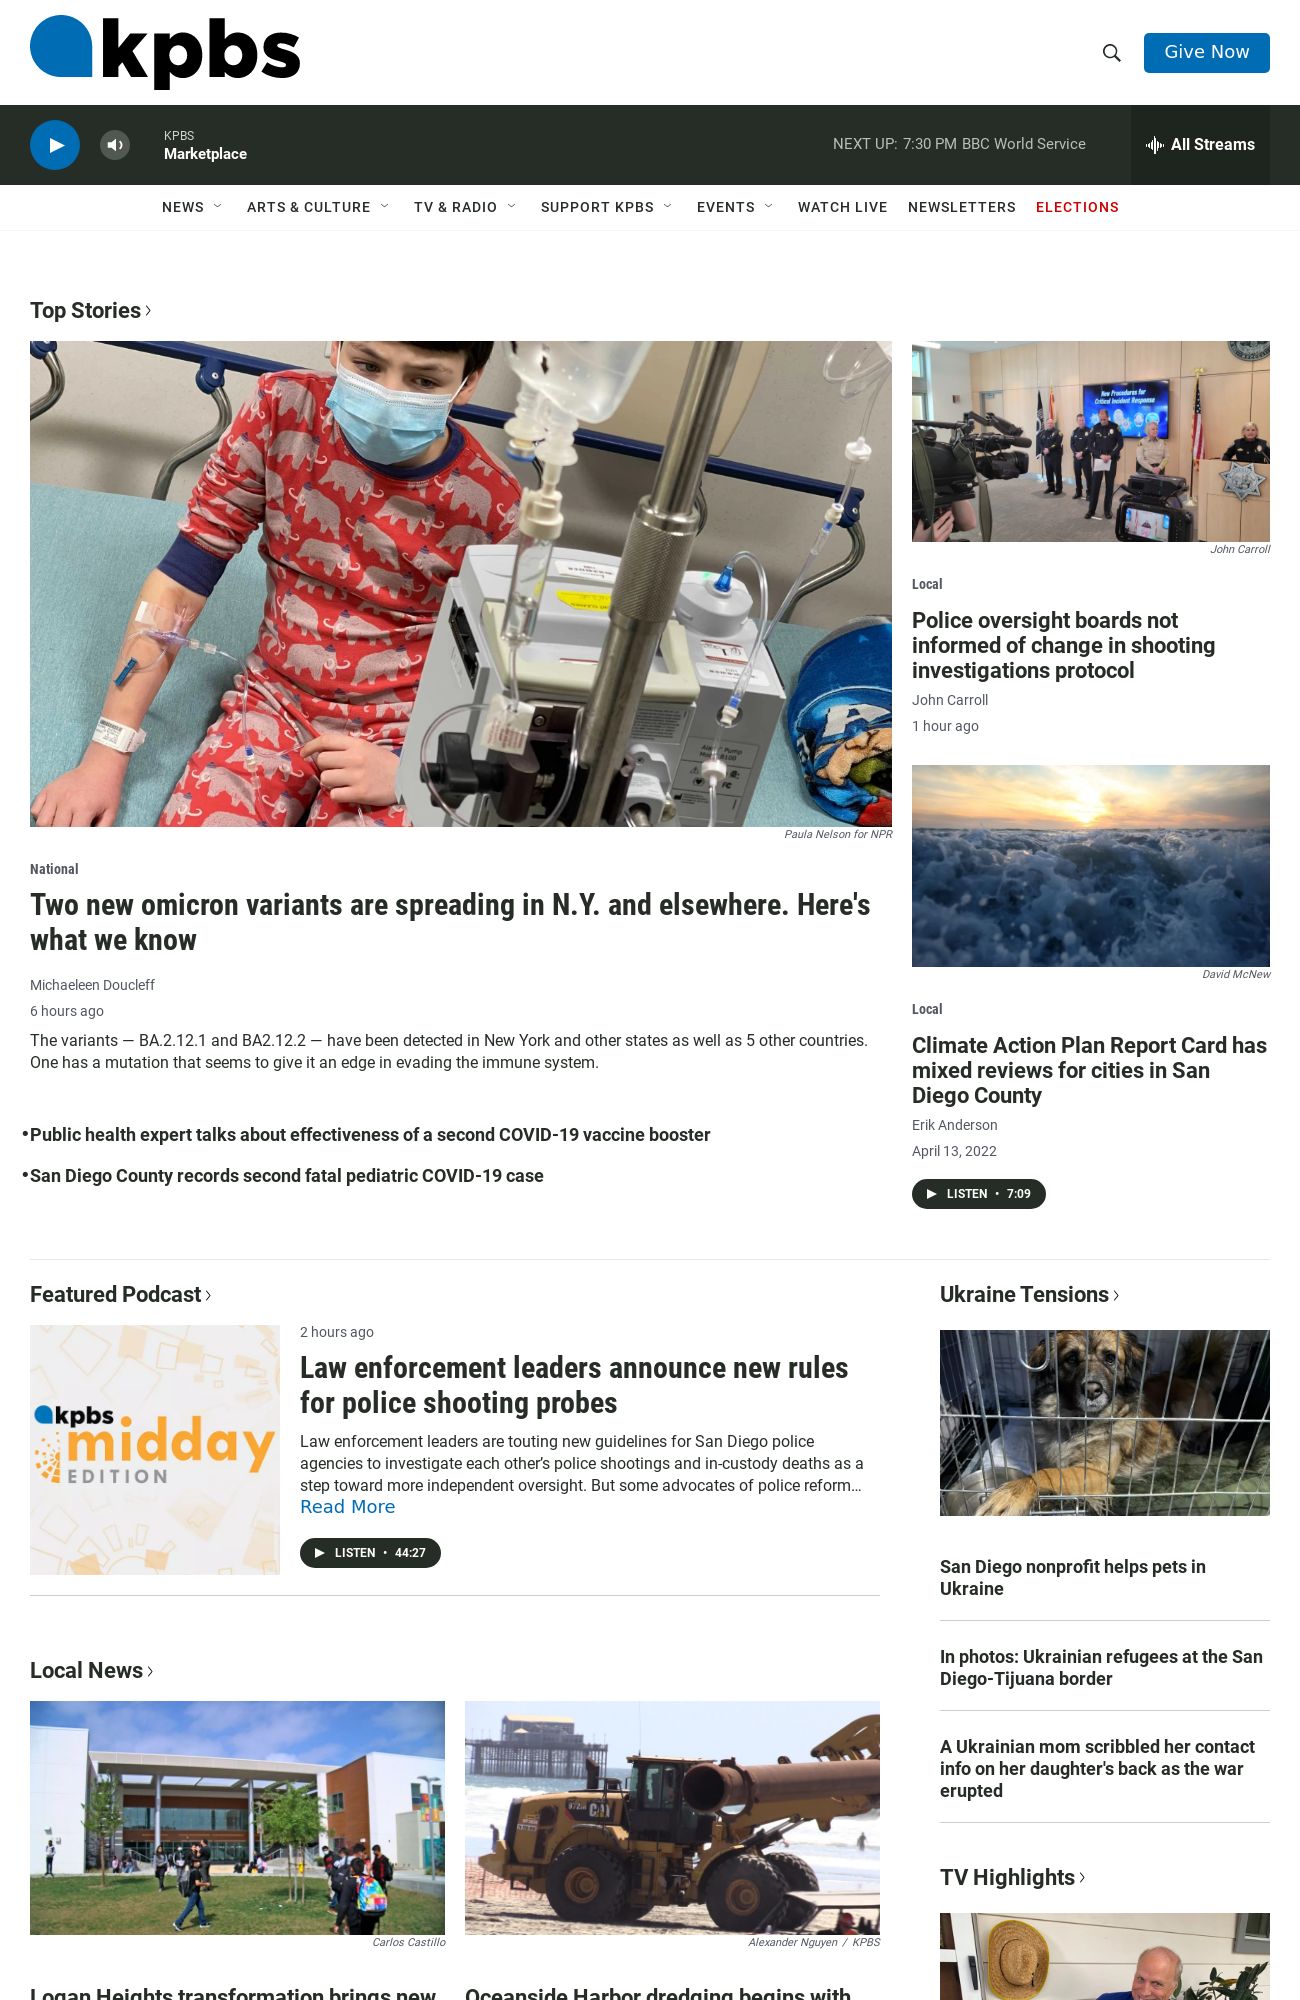 kpbs
Give Now
KPBS
Marketplace
NEXT UP: 7:30 PM BBC World Service
All Streams
NEWS
ARTS & CULTURE
TV & RADIO
SUPPORT KPBS
EVENTS
WATCH LIVE
NEWSLETTERS
ELECTIONS
Top Stories
Paula Nelson for NPR
National
Two new omicron variants are spreading in N.Y. and elsewhere. Here's
what we know
Michaeleen Doucleff
6 hours ago
The variants — BA.2.12.1 and BA2.12.2 — have been detected in New York and other states as well as 5 other countries.
One has a mutation that seems to give it an edge in evading the immune system.
•Public health expert talks about effectiveness of a second COVID-19 vaccine booster
•San Diego County records second fatal pediatric COVID-19 case
New Procedures for
Critical Incident Response
John Carroll
Local
Police oversight boards not
informed of change in shooting
investigations protocol
John Carroll
1 hour ago
David McNew
Local
Climate Action Plan Report Card has
mixed reviews for cities in San
Diego County
Erik Anderson
April 13, 2022
LISTEN • 7:09
Featured Podcast
kpbs
midday
EDITION
2 hours ago
Law enforcement leaders announce new rules
for police shooting probes
Law enforcement leaders are touting new guidelines for San Diego police
agencies to investigate each other’s police shootings and in-custody deaths as a
step toward more independent oversight. But some advocates of police reform…
Read More
LISTEN • 44:27
Ukraine Tensions
San Diego nonprofit helps pets in
Ukraine
In photos: Ukrainian refugees at the San
Diego-Tijuana border
A Ukrainian mom scribbled her contact
info on her daughter's back as the war
erupted
Local News
Carlos Castillo
Logan Heights transformation brings new
972M CAT
Alexander Nguyen / KPBS
Oceanside Harbor dredging begins with
TV Highlights